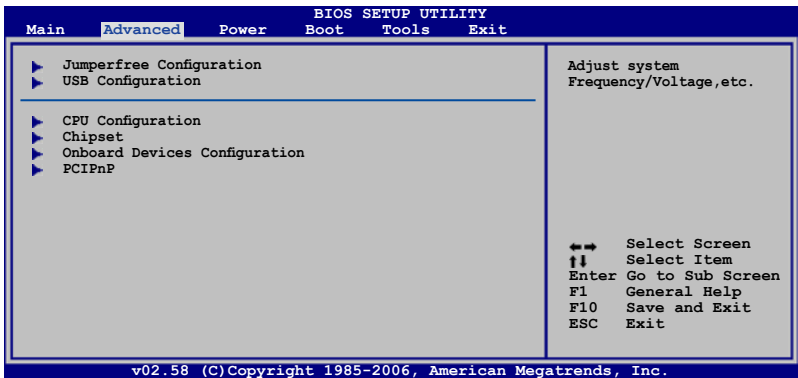 BIOS SETUP UTILITY
Main Advanced Power Boot Tools Exit
Jumperfree Configuration
USB Configuration
CPU Configuration
Chipset
Onboard Devices Configuration
PCIPnP
Adjust system
Frequency/Voltage,etc.
←→ Select Screen
↑↓ Select Item
Enter Go to Sub Screen
F1 General Help
F10 Save and Exit
ESC Exit
v02.58 (C)Copyright 1985-2006, American Megatrends, Inc.